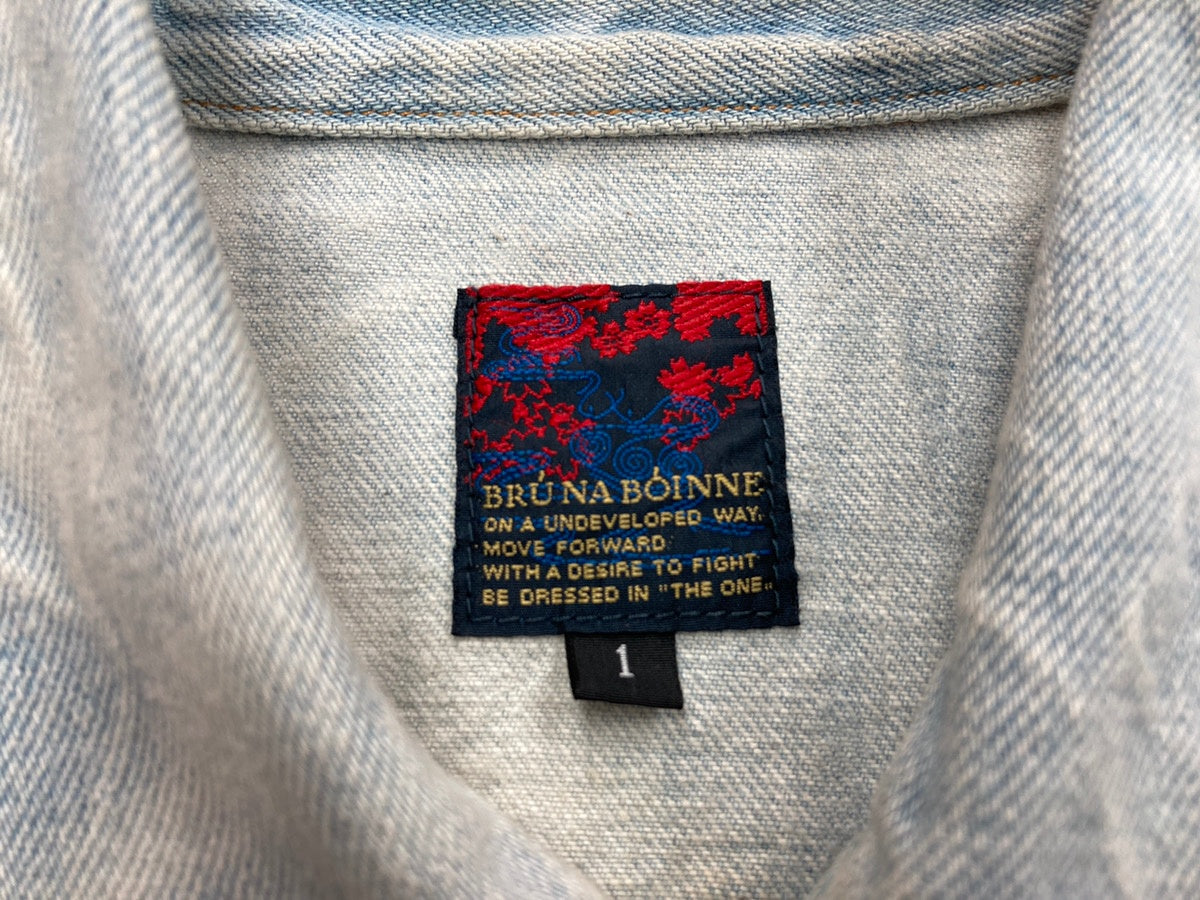 BRÚ NA BÓINNE
ON A UNDEVELOPED WAY.
MOVE FORWARD
WITH A DESIRE TO FIGHT
BE DRESSED IN "THE ONE„
1